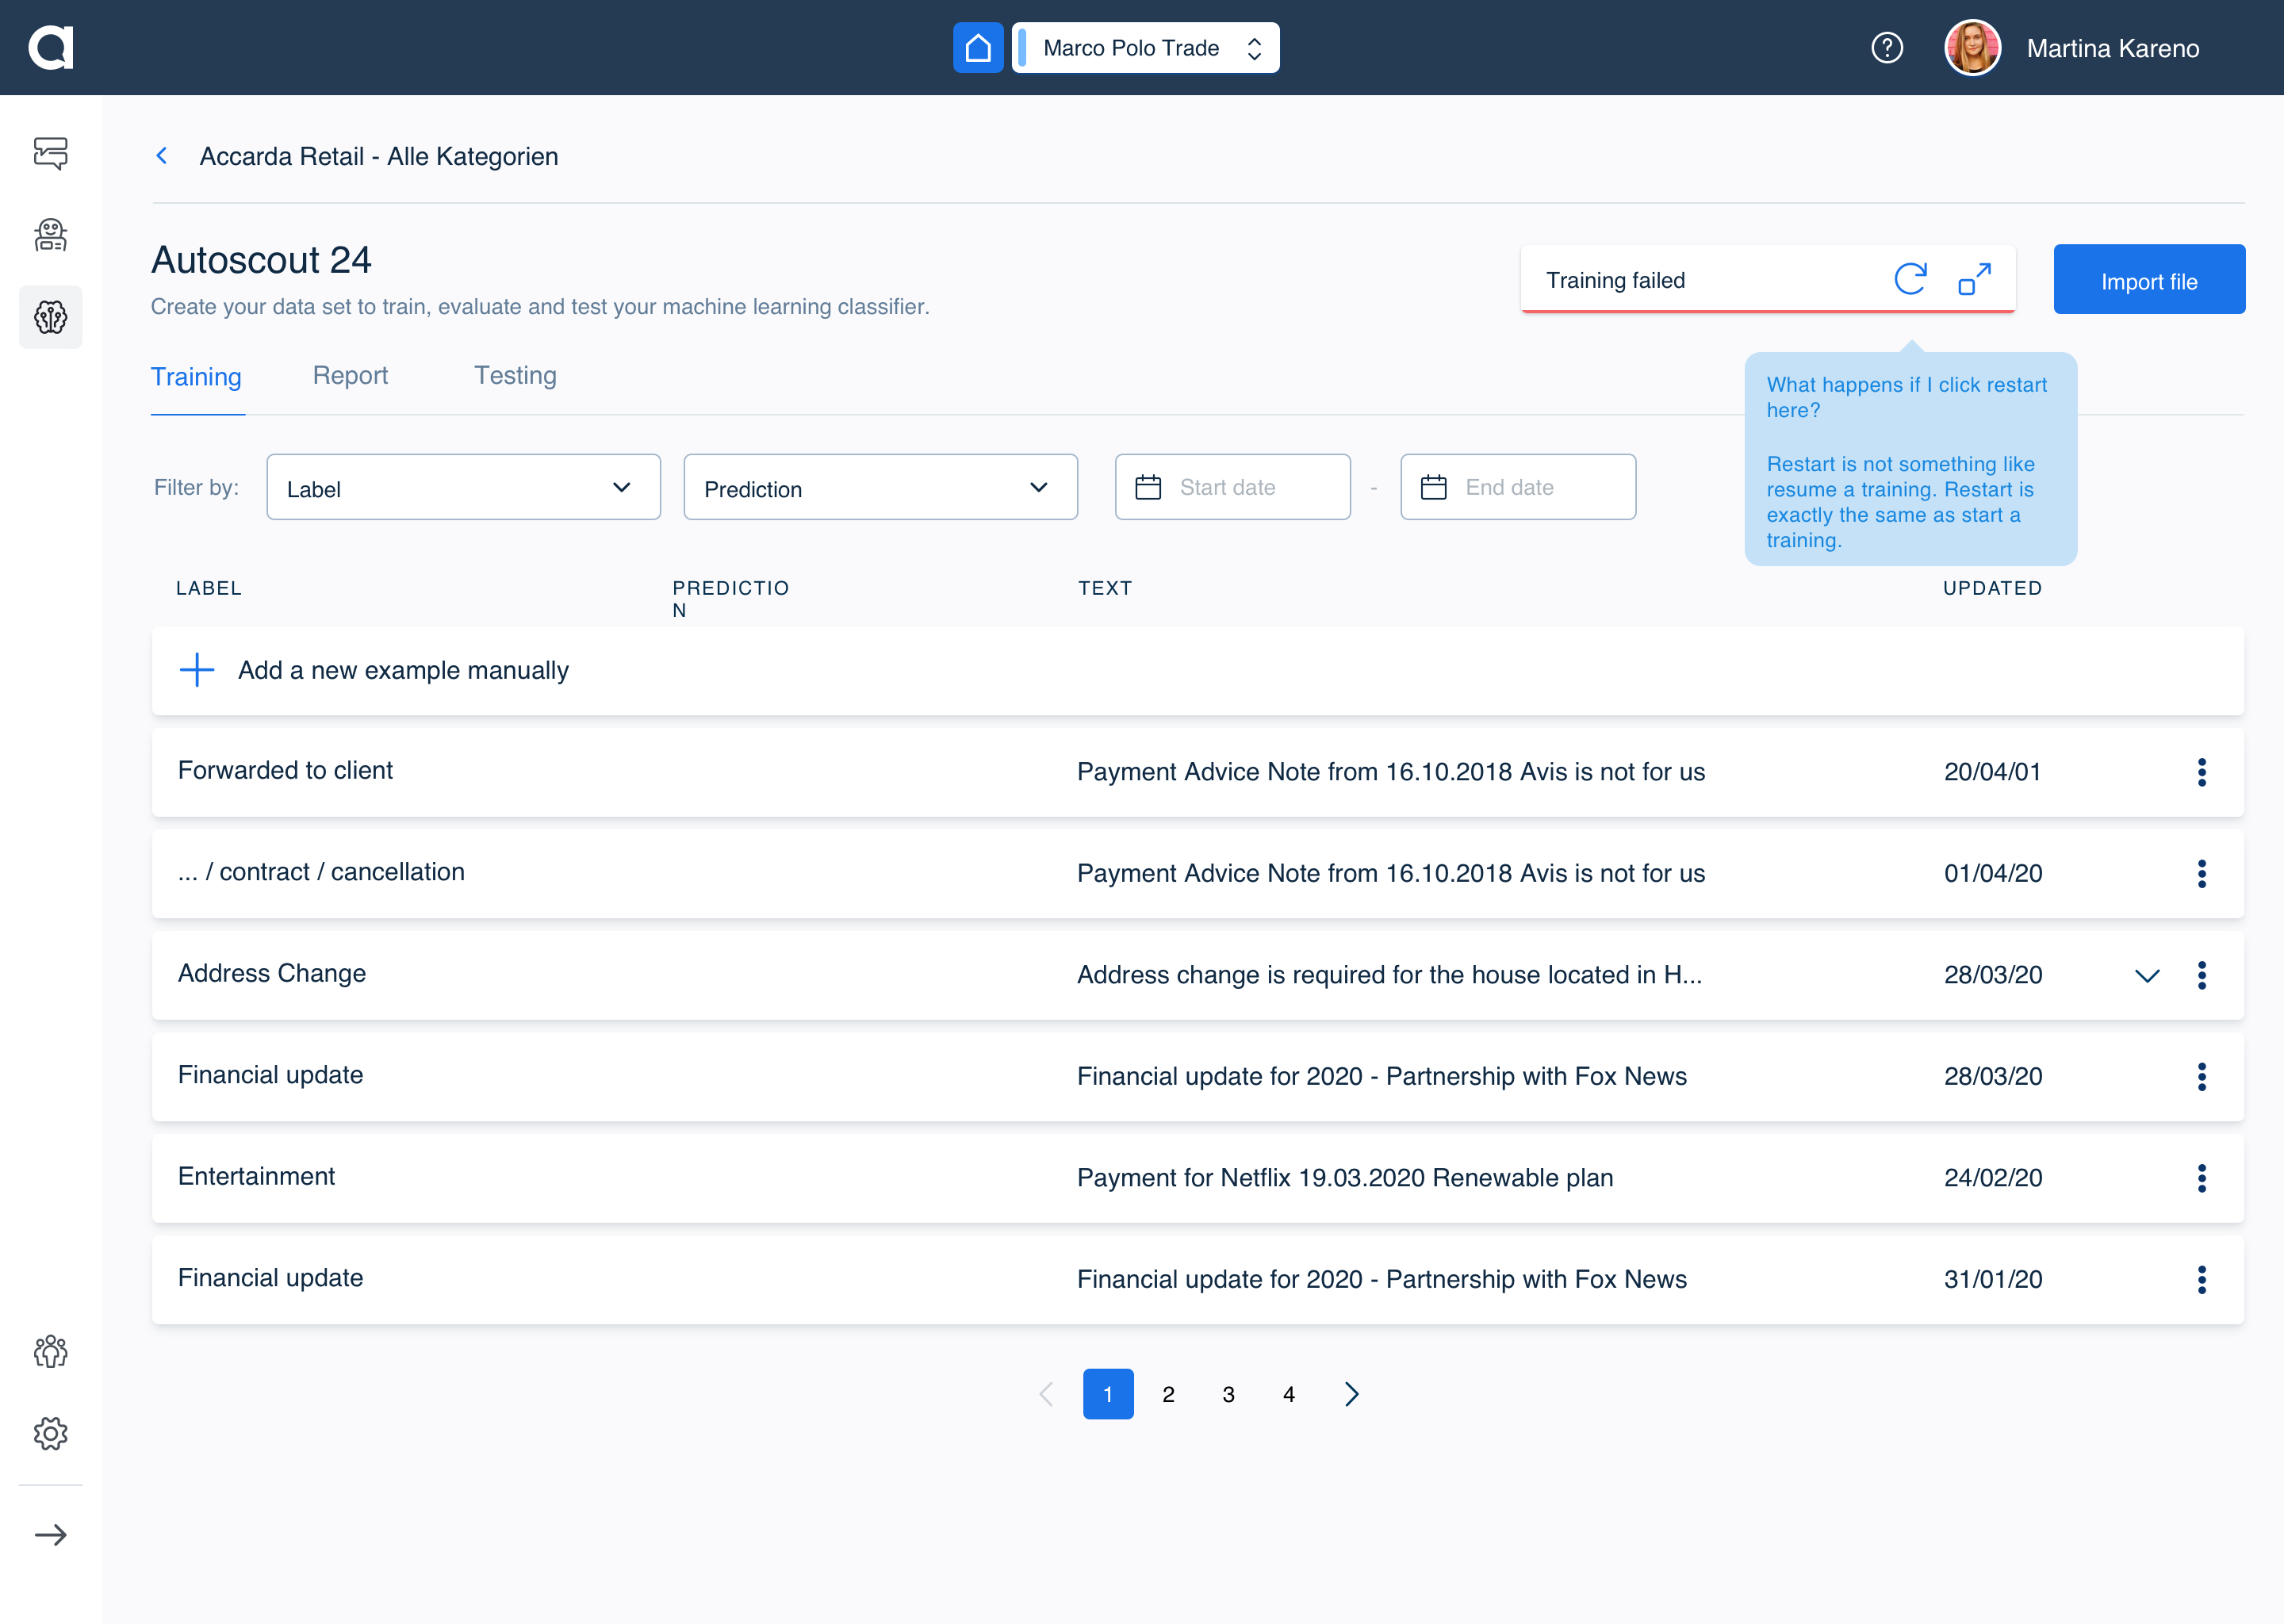 Marco Polo Trade
Martina Kareno
Accarda Retail - Alle Kategorien
Autoscout 24
Create your data set to train, evaluate and test your machine learning classifier.
Training failed
Import file
What happens if I click restart
here?
Restart is not something like
resume a training. Restart is
exactly the same as start a
training.
Training Report Testing
Filter by: Label Prediction Start date - End date
LABEL PREDICTIO TEXT UPDATED
N
Add a new example manually
Forwarded to client Payment Advice Note from 16.10.2018 Avis is not for us 20/04/01
... / contract / cancellation Payment Advice Note from 16.10.2018 Avis is not for us 01/04/20
Address Change Address change is required for the house located in H... 28/03/20
Financial update Financial update for 2020 - Partnership with Fox News 28/03/20
Entertainment Payment for Netflix 19.03.2020 Renewable plan 24/02/20
Financial update Financial update for 2020 - Partnership with Fox News 31/01/20
1 2 3 4